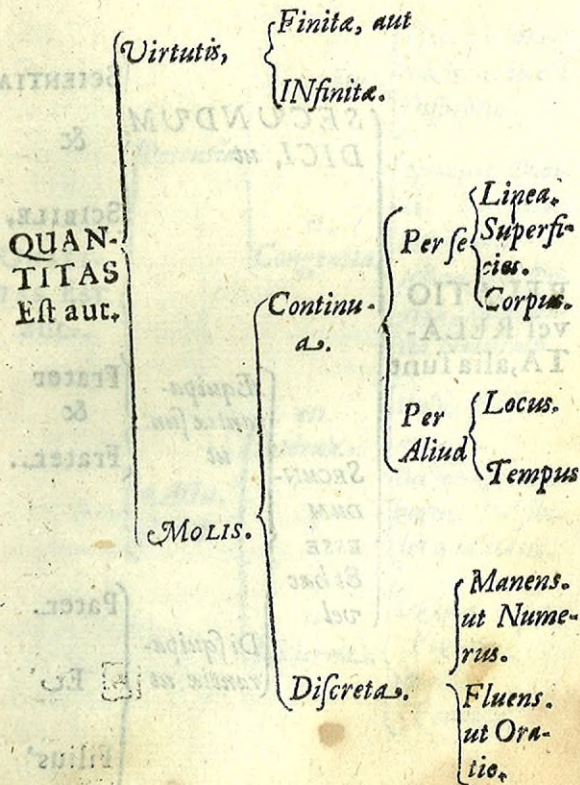 Virtutis,
Finitæ, aut
INfinitæ.
QUAN-
TITAS
Est aut.
MOLIS.
Continu-
a.
Per se
Linea.
Superfi-
cies.
Corpus.
Per
Aliud
Locus.
Tempus
Discreta.
Manens.
ut Nume-
rus.
Fluens.
ut Ora-
tio.